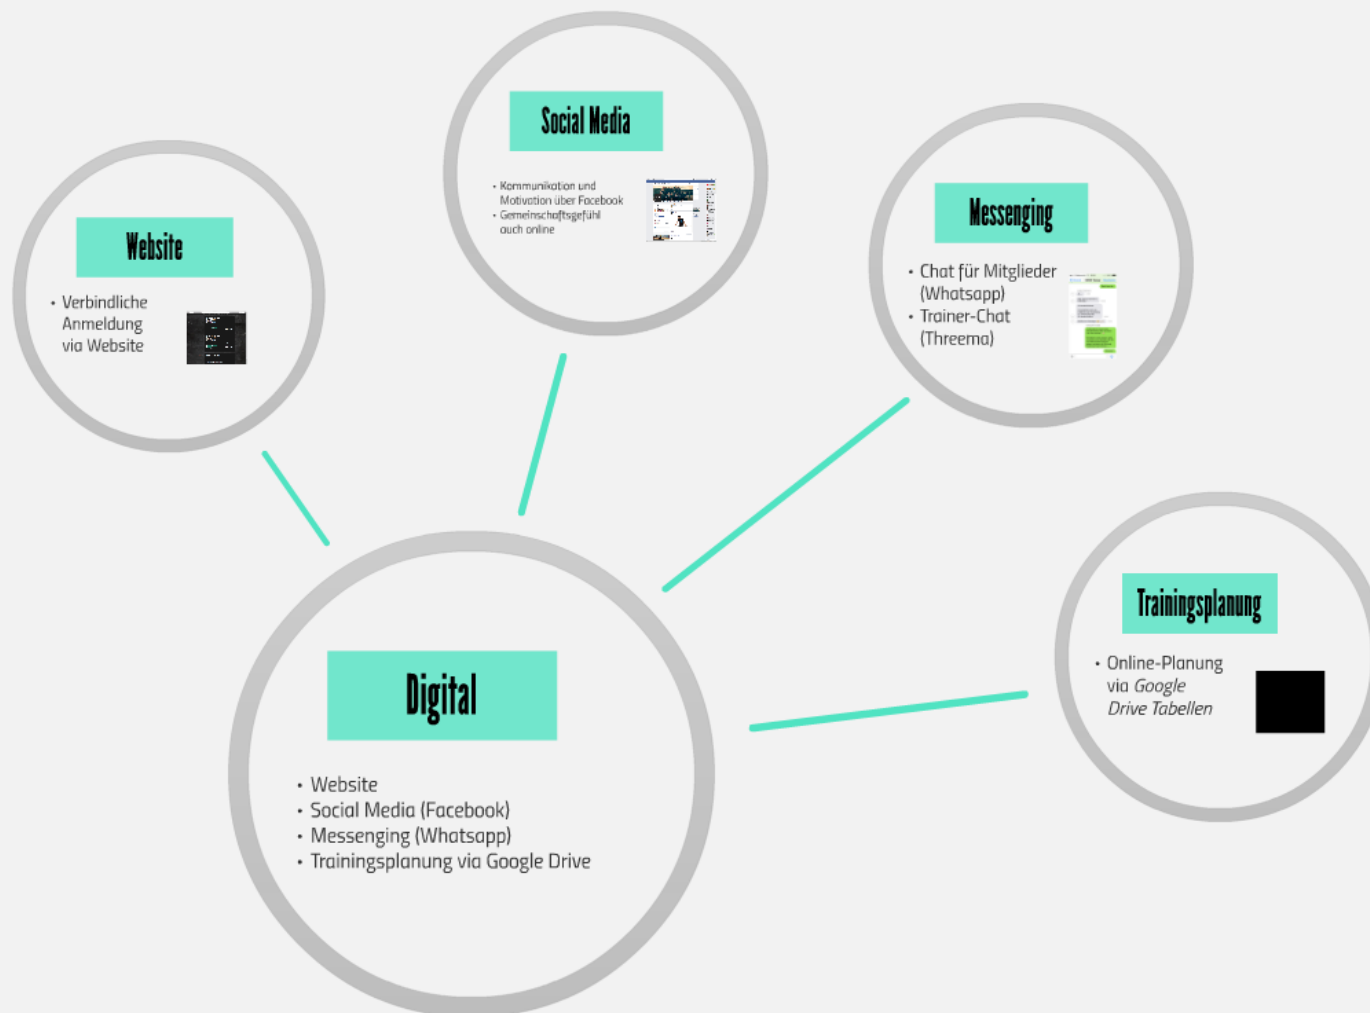 Website
• Verbindliche
Anmeldung
via Website
Social Media
• Kommunikation und
Motivation über Facebook
• Gemeinschaftsgefühl
auch online
Messenging
• Chat für Mitglieder
(Whatsapp)
• Trainer-Chat
(Threema)
Trainingsplanung
• Online-Planung
via Google
Drive Tabellen
Digital
• Website
• Social Media (Facebook)
• Messenging (Whatsapp)
• Trainingsplanung via Google Drive